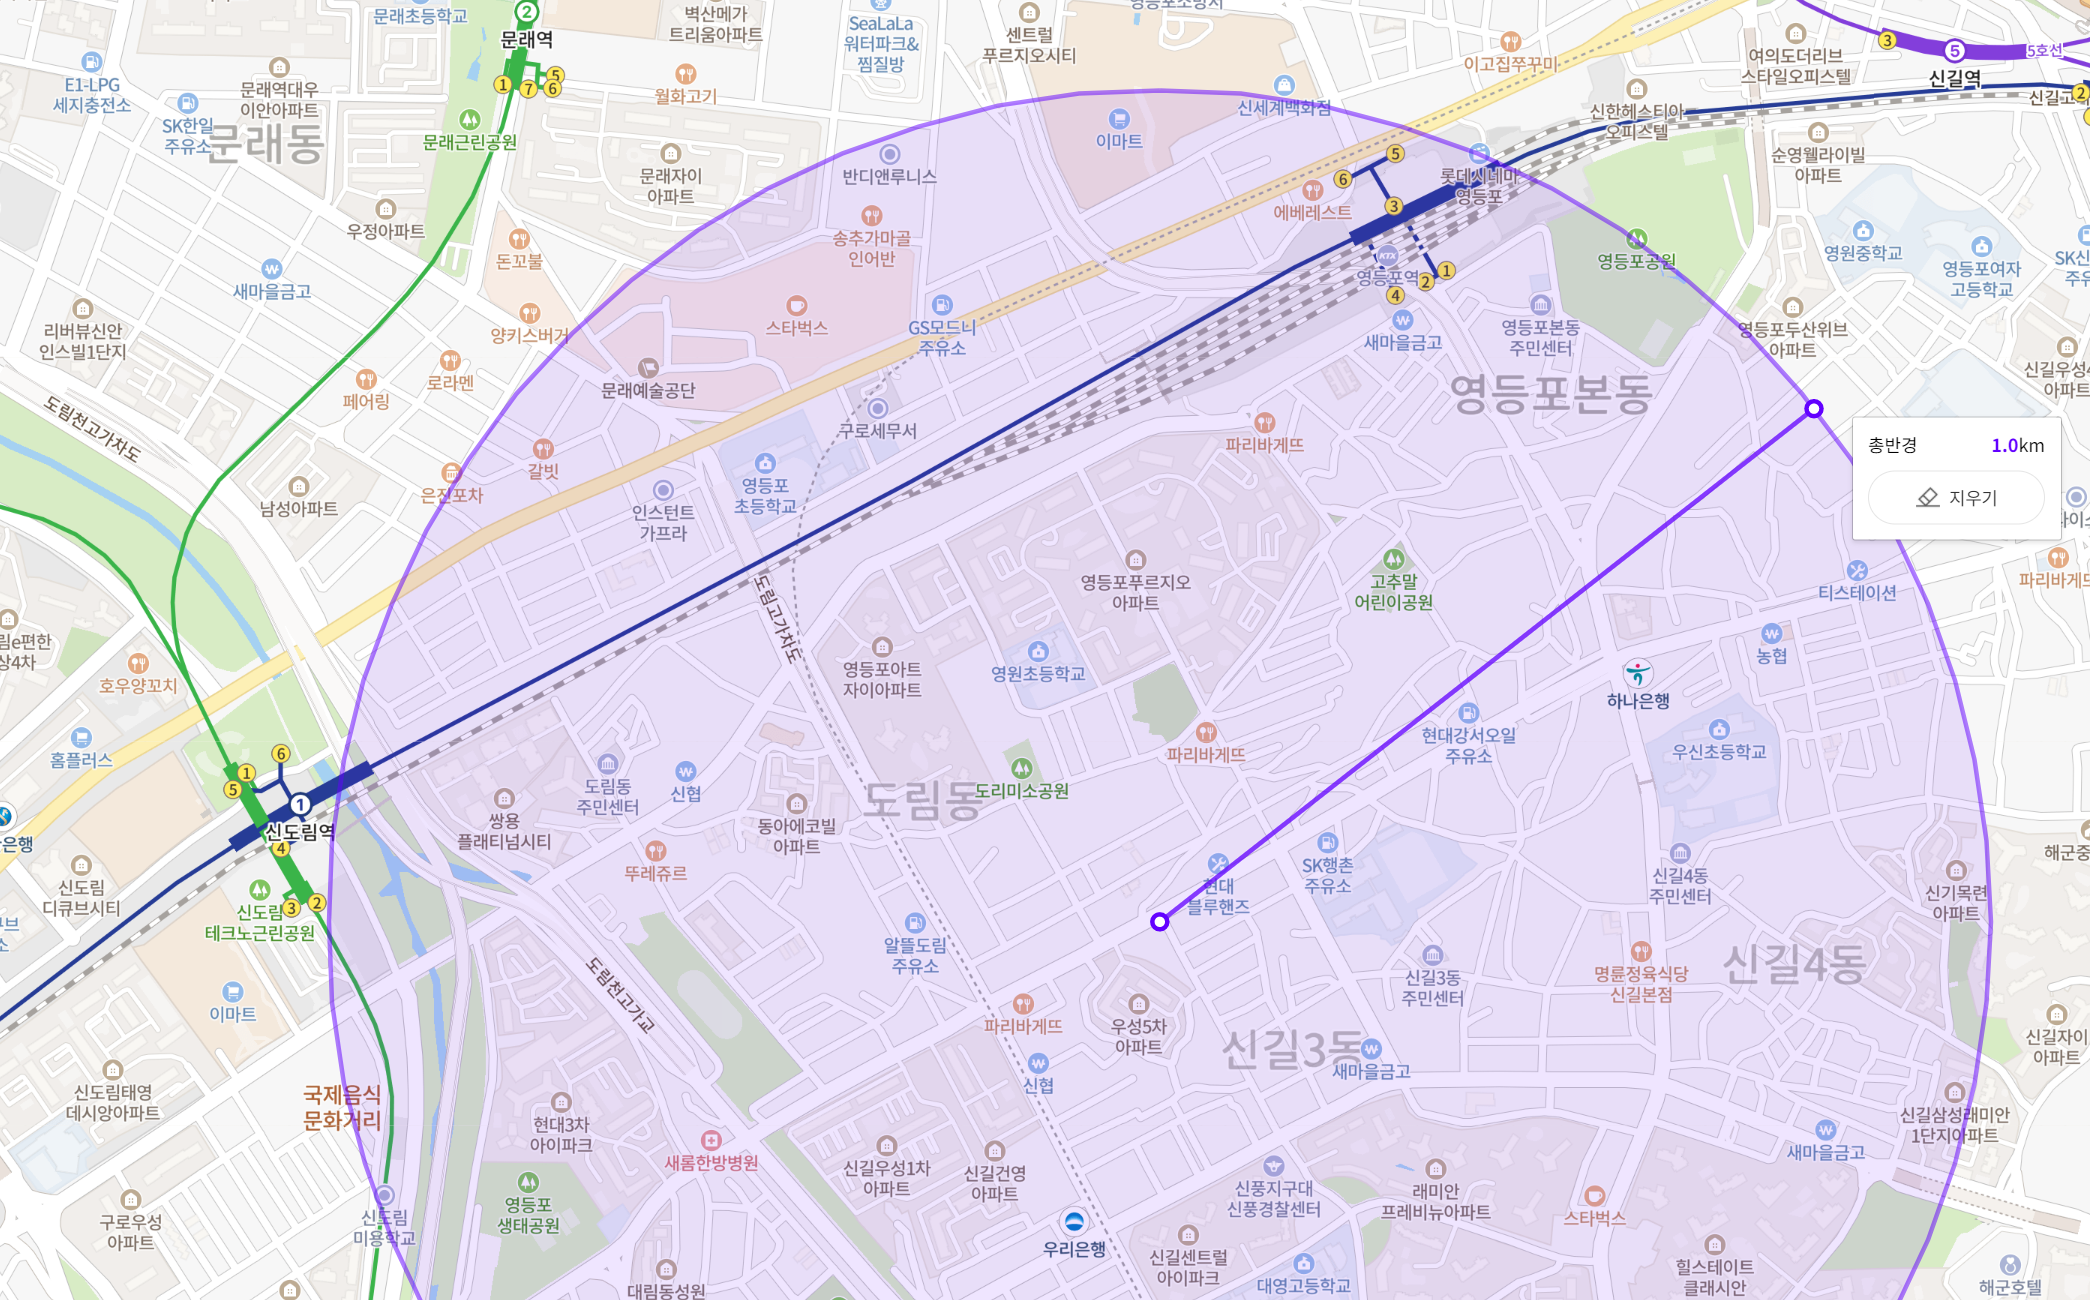 문래초등학교
2
문래역
벽산메가
트리움아파트
SeaLaLa
워터파크&
찜질방
센트럴
푸르지오시티
이고집쭈꾸미
여의도더리브
스타일오피스텔
3
5
5호선
신길역
E1-LPG
세지충전소
문래역대우
이안아파트
1
7
5
6
월화고기
신세계백화점
신한헤스티아
오피스텔
2
SK한일
주유소
문래동
문래근린공원
이마트
순영웰라이빌
아파트
문래자이
아파트
반디앤루니스
5
6
롯데시네마
영등포
우정아파트
송추가마골
인어반
에베레스트
3
영등포공원
영원중학교
영등포여자
고등학교
돈꼬불
새마을금고
KTX
영등포역
1
2
4
리버뷰신안
인스빌1단지
양키스버거
스타벅스
GS모드니
주유소
새마을금고
영등포본동
주민센터
영등포두산위브
아파트
로라멘
페어링
문래예술공단
구로세무서
영등포본동
도림천고가차도
파리바게뜨
총반경
1.0km
지우기
갈빗
은진포차
남성아파트
인스턴트
가프라
영등포
초등학교
영등포푸르지오
아파트
고추말
어린이공원
티스테이션
파리바게뜨
도림고가차도
호우양꼬치
영등포아트
자이아파트
영원초등학교
농협
하나은행
홈플러스
파리바게뜨
현대강서오일
주유소
우신초등학교
6
1
5
1
신도림역
4
도림동
주민센터
신협
도림동
도리미소공원
쌍용
플래티넘시티
동아에코빌
아파트
뚜레쥬르
현대
블루핸즈
SK행촌
주유소
신길4동
주민센터
신기목련
아파트
신도림
디큐브시티
신도림
테크노근린공원
3
2
알뜰도림
주유소
신길3동
주민센터
명륜정육식당
신길본점
신길4동
도림천고가교
이마트
파리바게뜨
우성5차
아파트
신길3동
새마을금고
신협
신도림태영
데시앙아파트
국제음식
문화거리
현대3차
아이파크
새롬한방병원
신길우성1차
아파트
신길건영
아파트
신길삼성래미안
1단지아파트
새마을금고
구로우성
아파트
신도림
미용학교
영등포
생태공원
신풍지구대
신풍경찰센터
래미안
프레비뉴아파트
스타벅스
우리은행
신길센트럴
아이파크
대영고등학교
힐스테이트
클래시안
해군호텔
대림동성원